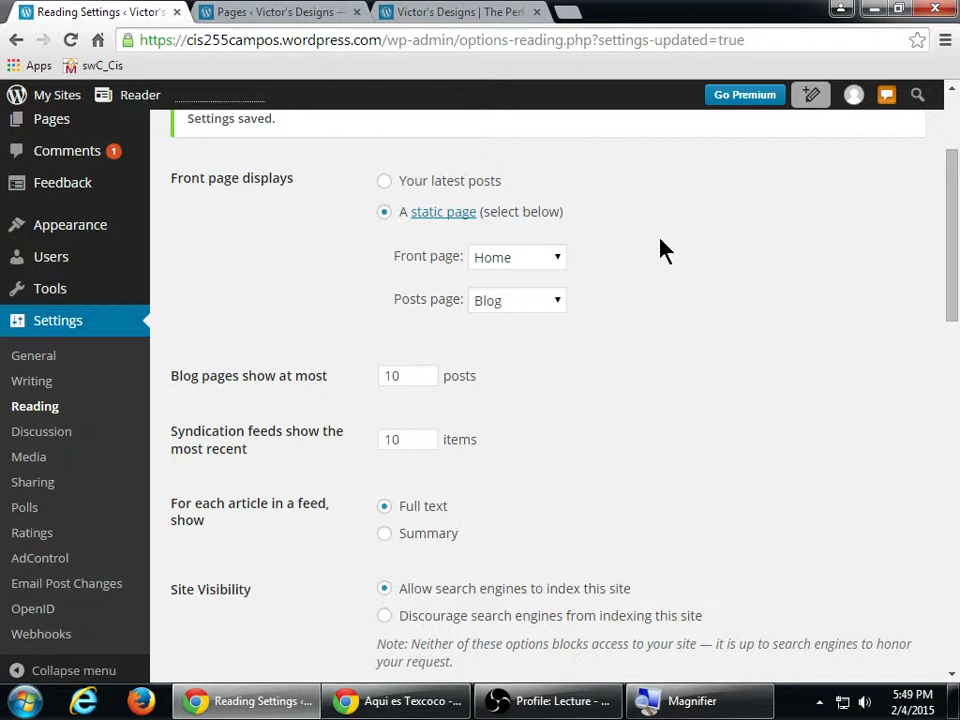 Reading Settings ‹ Victor's
Pages ‹ Victor's Designs —
Victor's Designs | The Perf
https://cis255campos.wordpress.com/wp-admin/options-reading.php?settings-updated=true
Apps
swC_Cis
My Sites
Reader
Go Premium
Pages
Comments 1
Feedback
Appearance
Users
Tools
Settings
General
Writing
Reading
Discussion
Media
Sharing
Polls
Ratings
AdControl
Email Post Changes
OpenID
Webhooks
Collapse menu
Settings saved.
Front page displays
Your latest posts
A static page (select below)
Front page: Home
Posts page: Blog
Blog pages show at most
10 posts
Syndication feeds show the
most recent
10 items
For each article in a feed,
show
Full text
Summary
Site Visibility
Allow search engines to index this site
Discourage search engines from indexing this site
Note: Neither of these options blocks access to your site — it is up to search engines to honor
your request.
Reading Settings ‹...
Aqui es Texcoco -...
Profile: Lecture - ...
Magnifier
5:49 PM
2/4/2015